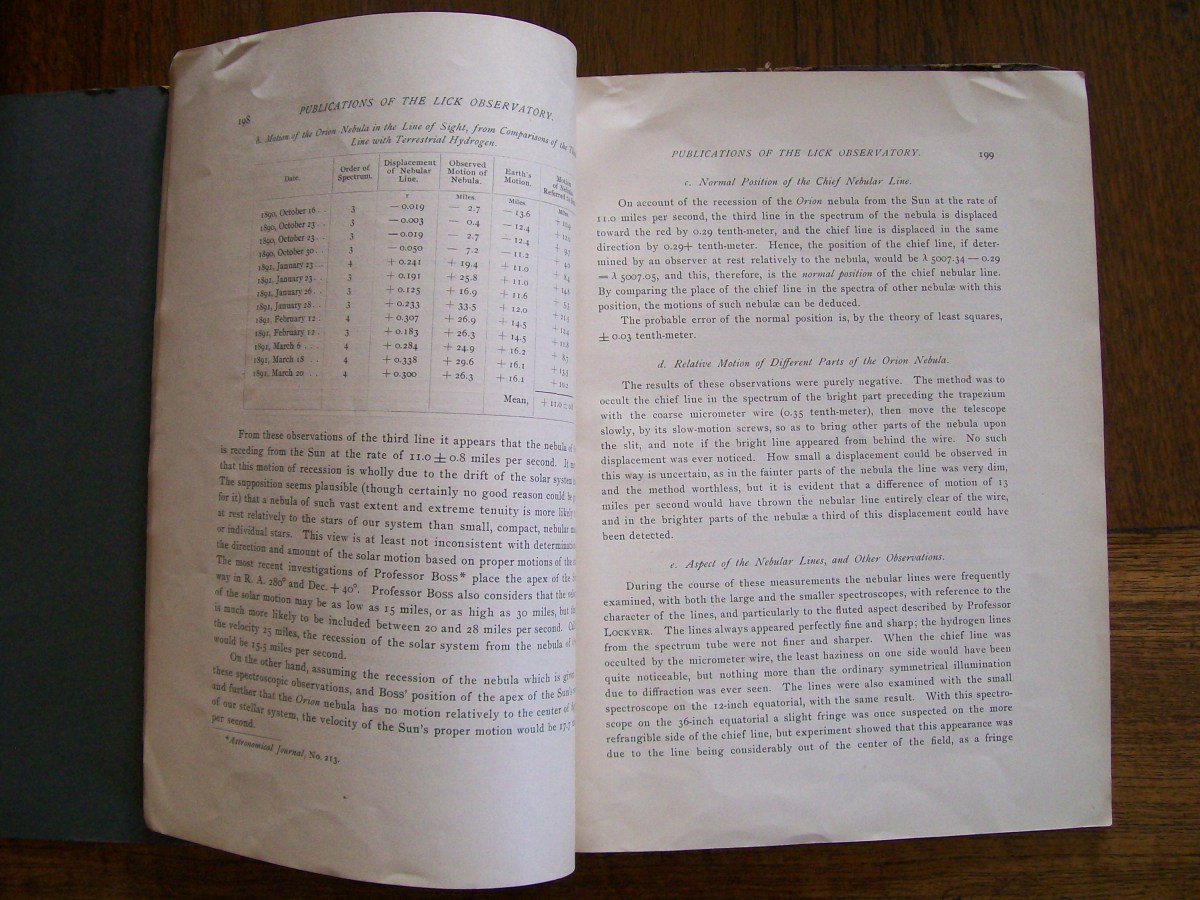 198
PUBLICATIONS OF THE LICK OBSERVATORY.
b. Motion of the Orion Nebula in the Line of Sight, from Comparisons of the
Line with Terrestrial Hydrogen.
Date. Order of Spectrum. Displacement of Nebular Line. Observed Motion of Nebula. Earth's Motion. Motion of Nebula Referred to
Miles. Miles. Miles.
1890, October 16 . 3 —0.019 — 2.7 —13.6
1890, October 23 . . 3 —0.003 — 0.4 —12.4
1890, October 23 . 3 —0.019 — 2.7 —12.4
1890, October 30 . 3 —0.050 — 7.2 —11.2
1891, January 23 . . 4 +0.241 +19.4 +11.0
1891, January 23 . . 3 +0.191 +25.8 +11.0
1891, January 26 . . 3 +0.125 +16.9 +11.6
1891, January 28 . . 3 +0.233 +33.5 +12.0
1891, February 12 . 4 +0.307 +26.9 +14.5
1891, February 12 . 3 +0.183 +26.3 +14.5
1891, March 6 . . . 4 +0.284 +24.9 +16.2
1891, March 18 . . 4 +0.338 +29.6 +16.1
1891, March 20 . . 4 +0.300 +26.3 +16.1
Mean, +11.0±
From these observations of the third line it appears that the nebula
is receding from the Sun at the rate of 11.0±0.8 miles per second. It
that this motion of recession is wholly due to the drift of the solar system
The supposition seems plausible (though certainly no good reason could be
for it) that a nebula of such vast extent and extreme tenuity is more likely
at rest relatively to the stars of our system than small, compact, nebular
or individual stars. This view is at least not inconsistent with
the direction and amount of the solar motion based on proper motions of the
The most recent investigations of Professor Boss* place the apex of the
way in R. A. 280° and Dec. + 40°. Professor Boss also considers that the
of the solar motion may be as low as 15 miles, or as high as 30 miles, but
is much more likely to be included between 20 and 28 miles per second.
the velocity 25 miles, the recession of the solar system from the nebula of
would be 15.5 miles per second.
On the other hand, assuming the recession of the nebula which is
these spectroscopic observations, and Boss' position of the apex of the Sun's
and further that the Orion nebula has no motion relatively to the center of
of our stellar system, the velocity of the Sun's proper motion would be 17.7
per second.
*Astronomical Journal, No. 213.
PUBLICATIONS OF THE LICK OBSERVATORY. 199
c. Normal Position of the Chief Nebular Line.
On account of the recession of the Orion nebula from the Sun at the rate of
11.0 miles per second, the third line in the spectrum of the nebula is displaced
toward the red by 0.29 tenth-meter, and the chief line is displaced in the same
direction by 0.29+ tenth-meter. Hence, the position of the chief line, if deter-
mined by an observer at rest relatively to the nebula, would be λ 5007.34 — 0.29
= λ 5007.05, and this, therefore, is the normal position of the chief nebular line.
By comparing the place of the chief line in the spectra of other nebulæ with this
position, the motions of such nebulæ can be deduced.
The probable error of the normal position is, by the theory of least squares,
±0.03 tenth-meter.
d. Relative Motion of Different Parts of the Orion Nebula.
The results of these observations were purely negative. The method was to
occult the chief line in the spectrum of the bright part preceding the trapezium
with the coarse micrometer wire (0.35 tenth-meter), then move the telescope
slowly, by its slow-motion screws, so as to bring other parts of the nebula upon
the slit, and note if the bright line appeared from behind the wire. No such
displacement was ever noticed. How small a displacement could be observed in
this way is uncertain, as in the fainter parts of the nebula the line was very dim,
and the method worthless, but it is evident that a difference of motion of 13
miles per second would have thrown the nebular line entirely clear of the wire,
and in the brighter parts of the nebulæ a third of this displacement could have
been detected.
e. Aspect of the Nebular Lines, and Other Observations.
During the course of these measurements the nebular lines were frequently
examined, with both the large and the smaller spectroscopes, with reference to the
character of the lines, and particularly to the fluted aspect described by Professor
LOCKYER. The lines always appeared perfectly fine and sharp; the hydrogen lines
from the spectrum tube were not finer and sharper. When the chief line was
occulted by the micrometer wire, the least haziness on one side would have been
quite noticeable, but nothing more than the ordinary symmetrical illumination
due to diffraction was ever seen. The lines were also examined with the small
spectroscope on the 12-inch equatorial, with the same result. With this spectro-
scope on the 36-inch equatorial a slight fringe was once suspected on the more
refrangible side of the chief line, but experiment showed that this appearance was
due to the line being considerably out of the center of the field, as a fringe